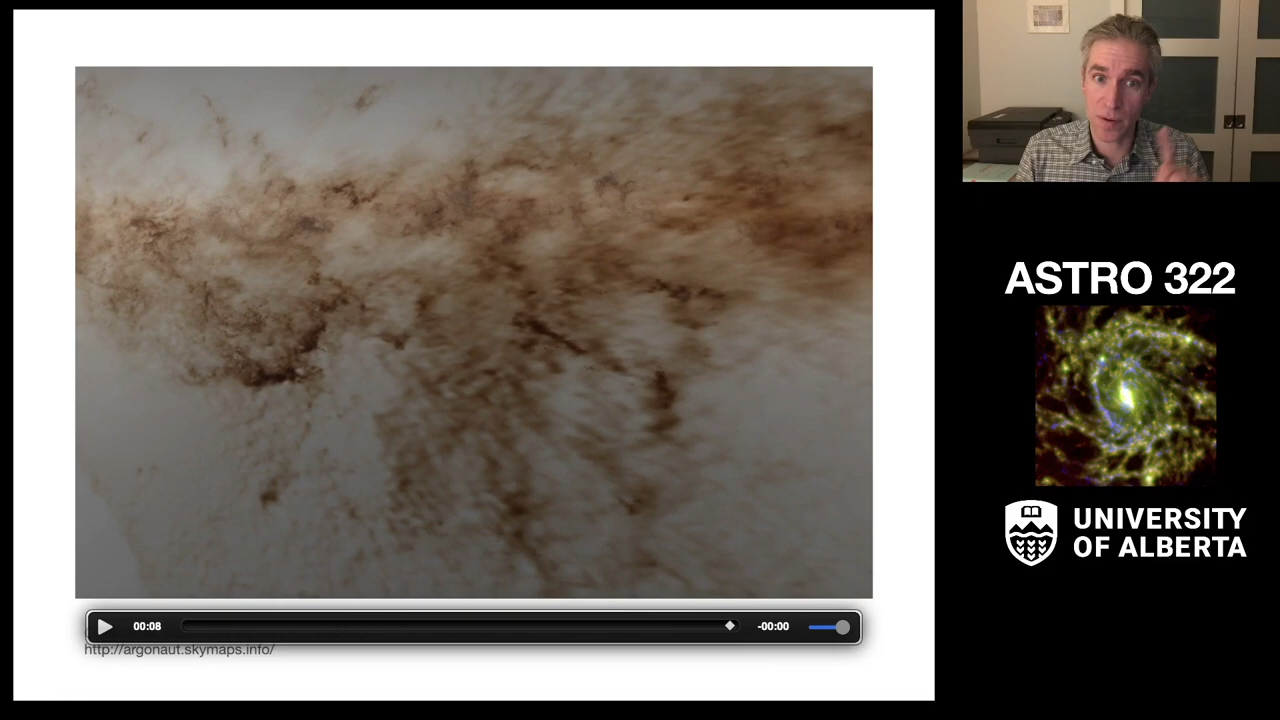 00:08
-00:00
http://argonaut.skymaps.info/
ASTRO 322
UNIVERSITY
OF ALBERTA